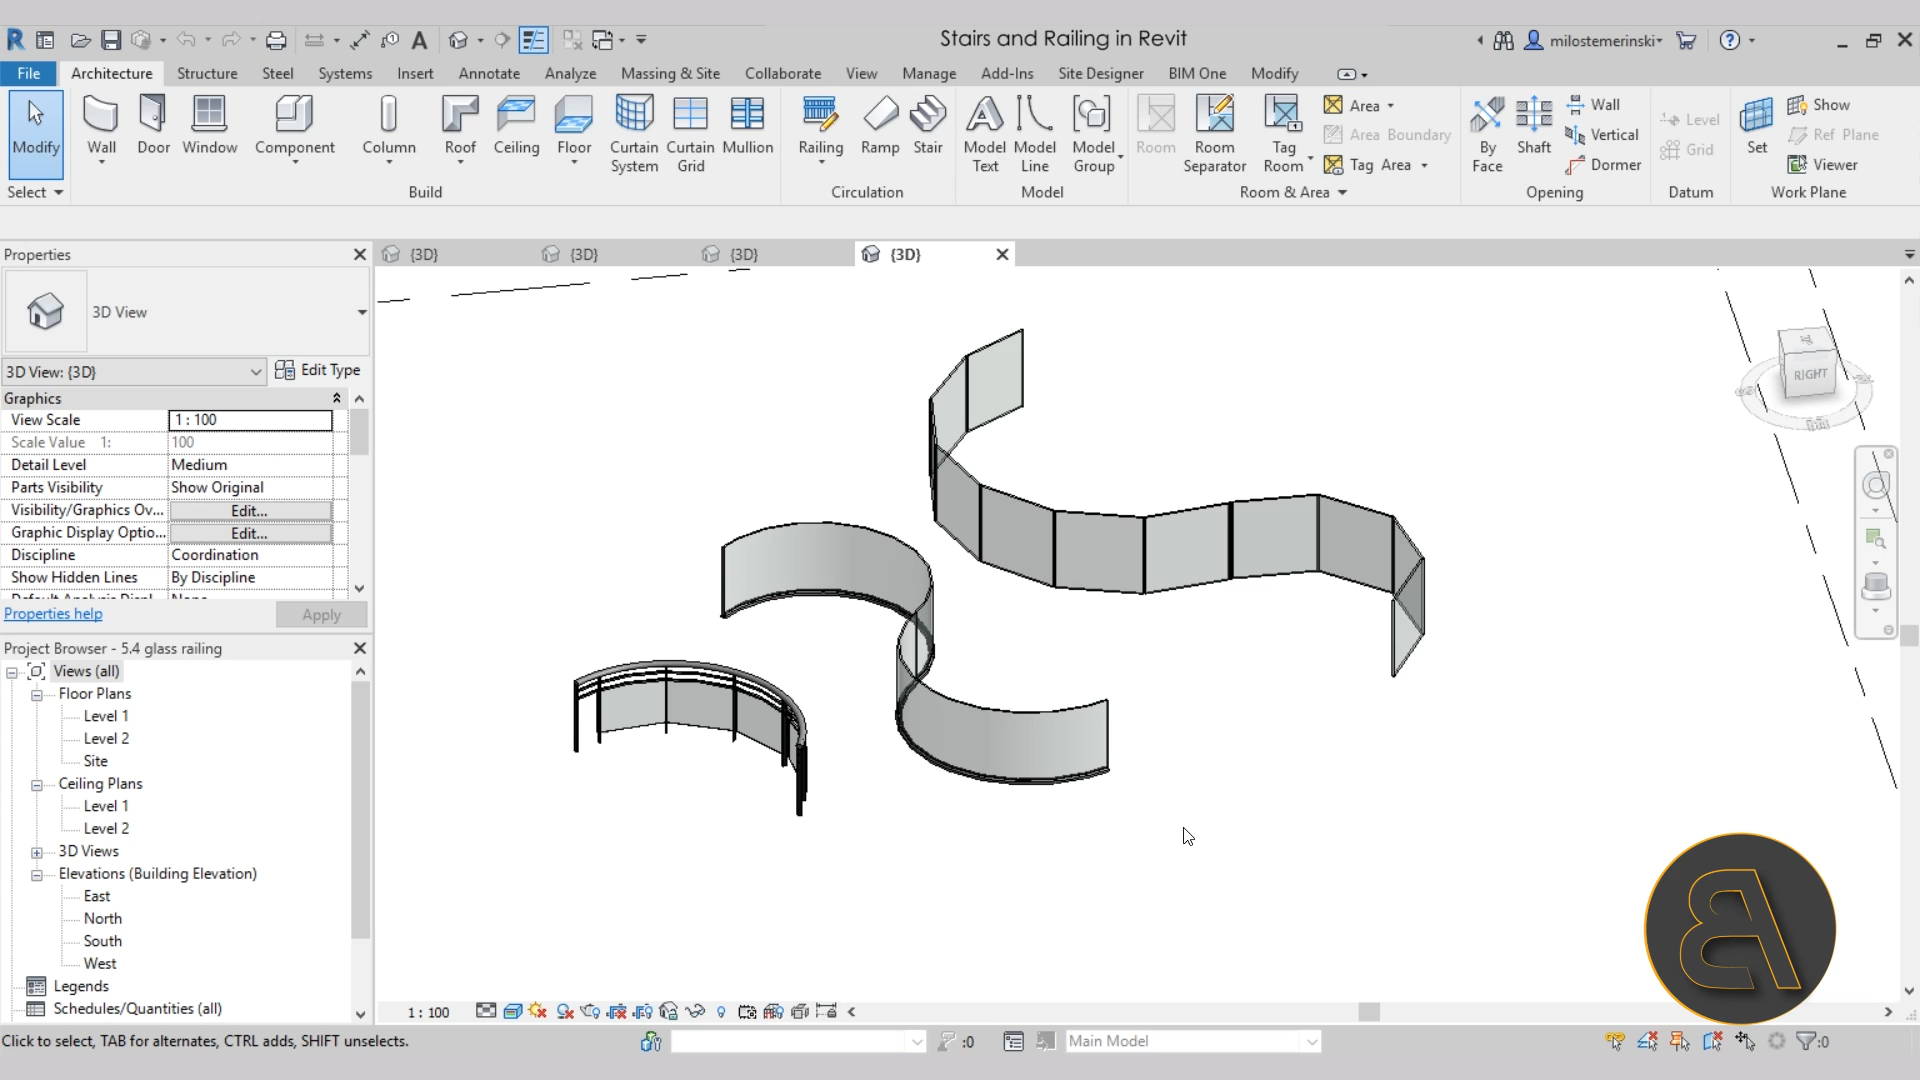 Stairs and Railing in Revit
milostemerinski
File
Architecture
Structure
Steel
Systems
Insert
Annotate
Analyze
Massing & Site
Collaborate
View
Manage
Add-Ins
Site Designer
BIM One
Modify
Modify
Wall
Door
Window
Component
Column
Roof
Ceiling
Floor
Curtain System
Curtain Grid
Mullion
Railing
Ramp
Stair
Model Text
Model Line
Model Group
Room
Room Separator
Tag Room
Area
Area Boundary
Tag Area
By Face
Shaft
Wall
Vertical
Dormer
Level
Grid
Set
Show
Ref Plane
Viewer
Select
Build
Circulation
Model
Room & Area
Opening
Datum
Work Plane
Properties
{3D}
{3D}
{3D}
{3D}
3D View
3D View: {3D}
Edit Type
Graphics
View Scale 1 : 100
Scale Value 1: 100
Detail Level Medium
Parts Visibility Show Original
Visibility/Graphics Ov... Edit...
Graphic Display Optio... Edit...
Discipline Coordination
Show Hidden Lines By Discipline
Properties help
Apply
RIGHT
Project Browser - 5.4 glass railing
Views (all)
Floor Plans
Level 1
Level 2
Site
Ceiling Plans
Level 1
Level 2
3D Views
Elevations (Building Elevation)
East
North
South
West
Legends
Schedules/Quantities (all)
1 : 100
Click to select, TAB for alternates, CTRL adds, SHIFT unselects.
:0
Main Model
:0